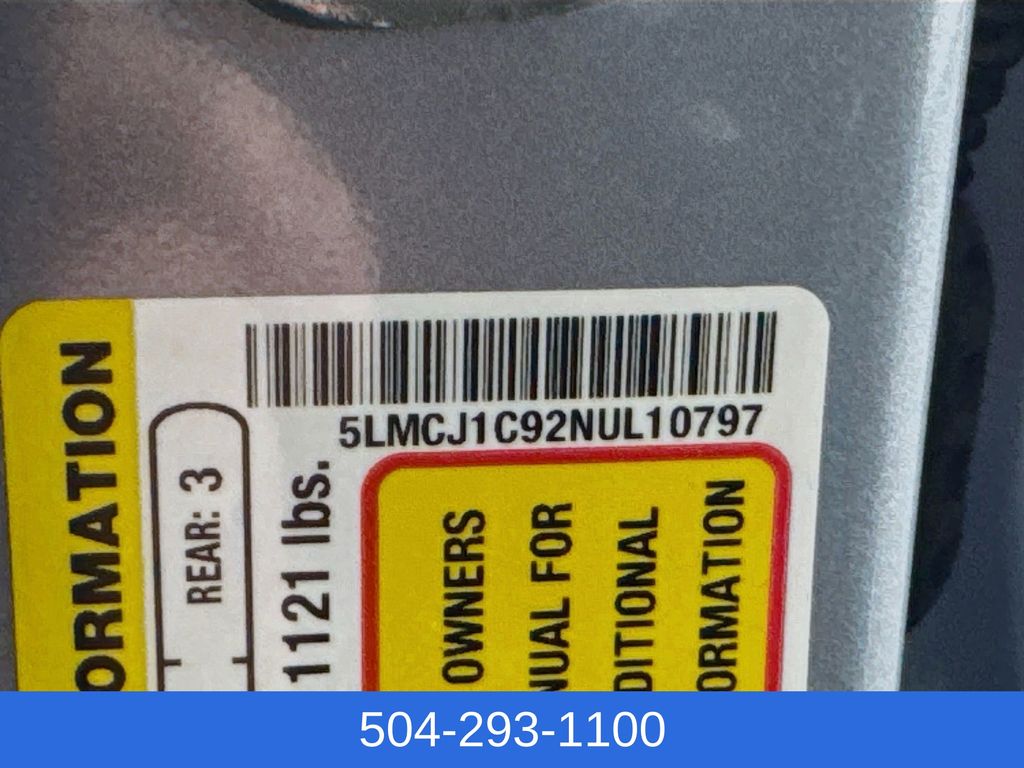 ORMATION
REAR: 3
1121 lbs.
5LMCJ1C92NUL10797
OWNERS
NUAL FOR
DITIONAL
ORMATION
504-293-1100